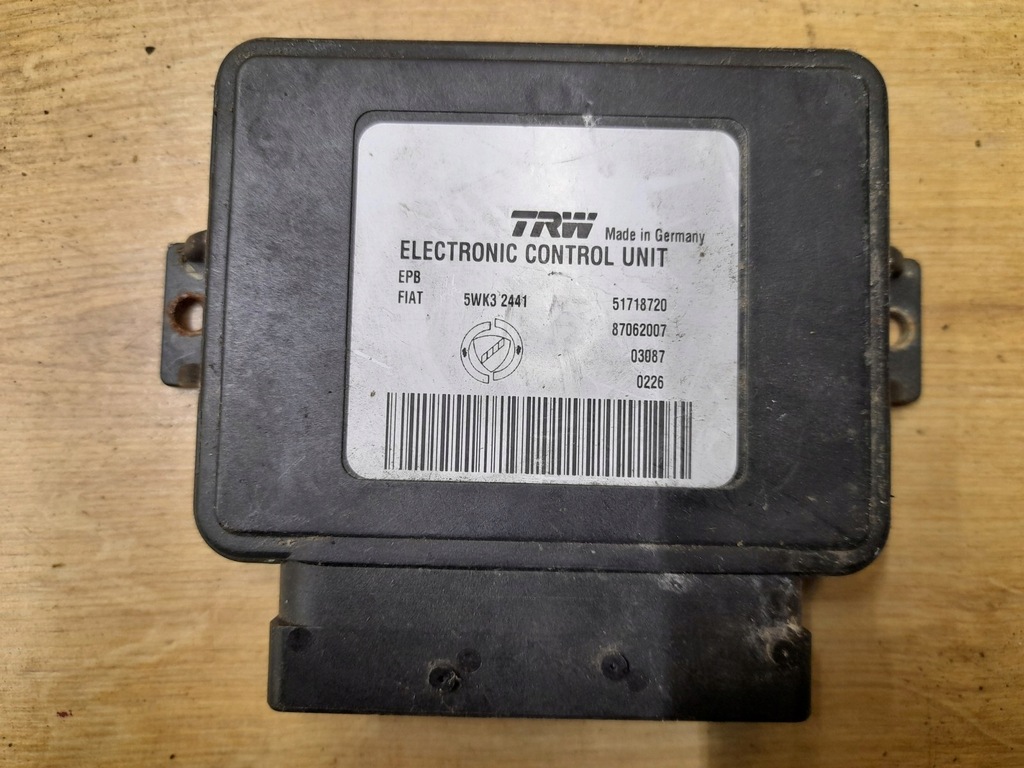 TRW Made in Germany
ELECTRONIC CONTROL UNIT
EPB
FIAT 5WK3 2441 51718720
87062007
03087
0226